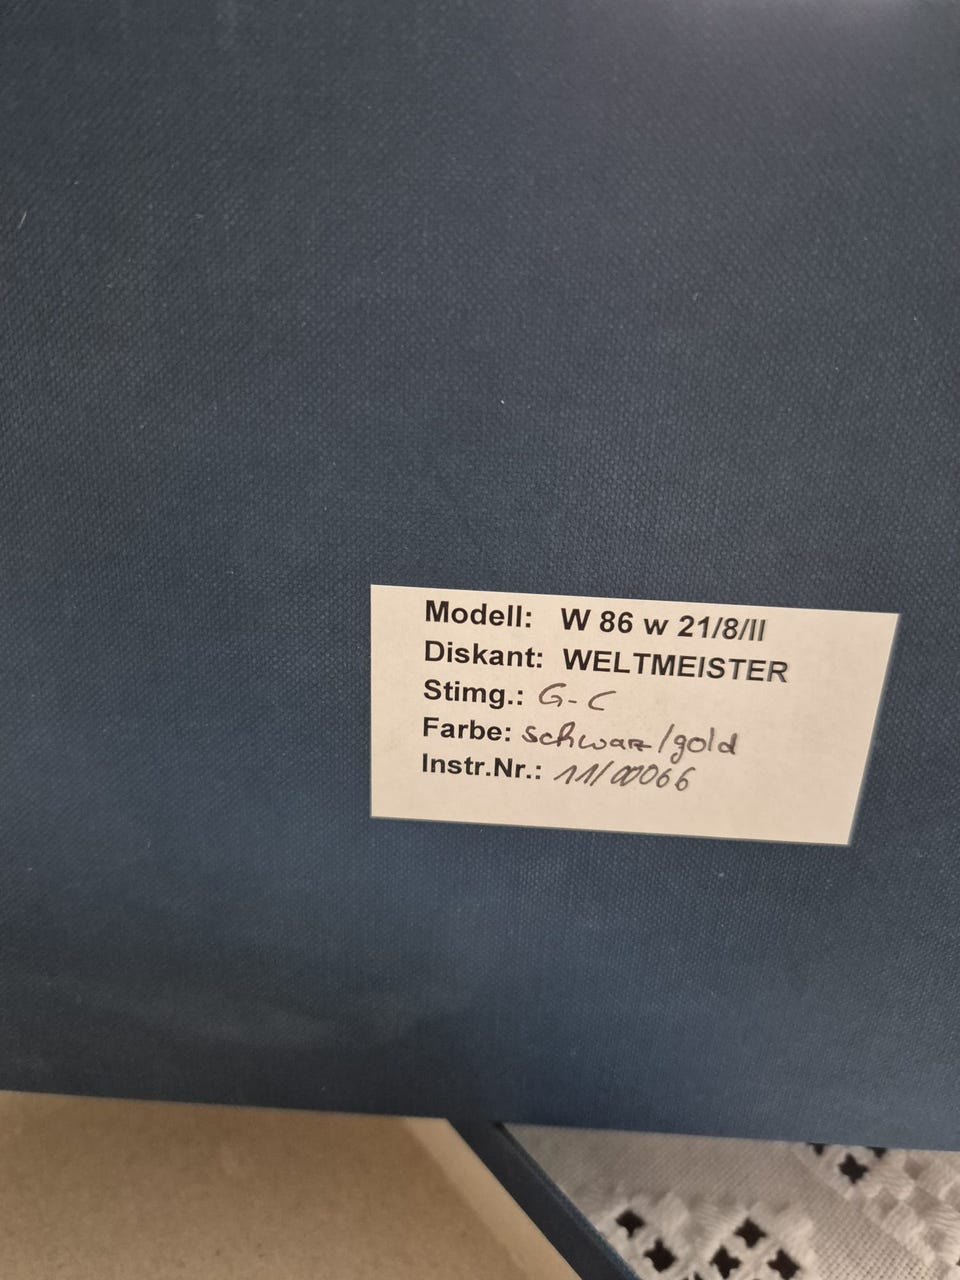 Modell: W 86 w 21/8/II
Diskant: WELTMEISTER
Stimg.: G-C
Farbe: schwarz/gold
Instr.Nr.: 11/00066